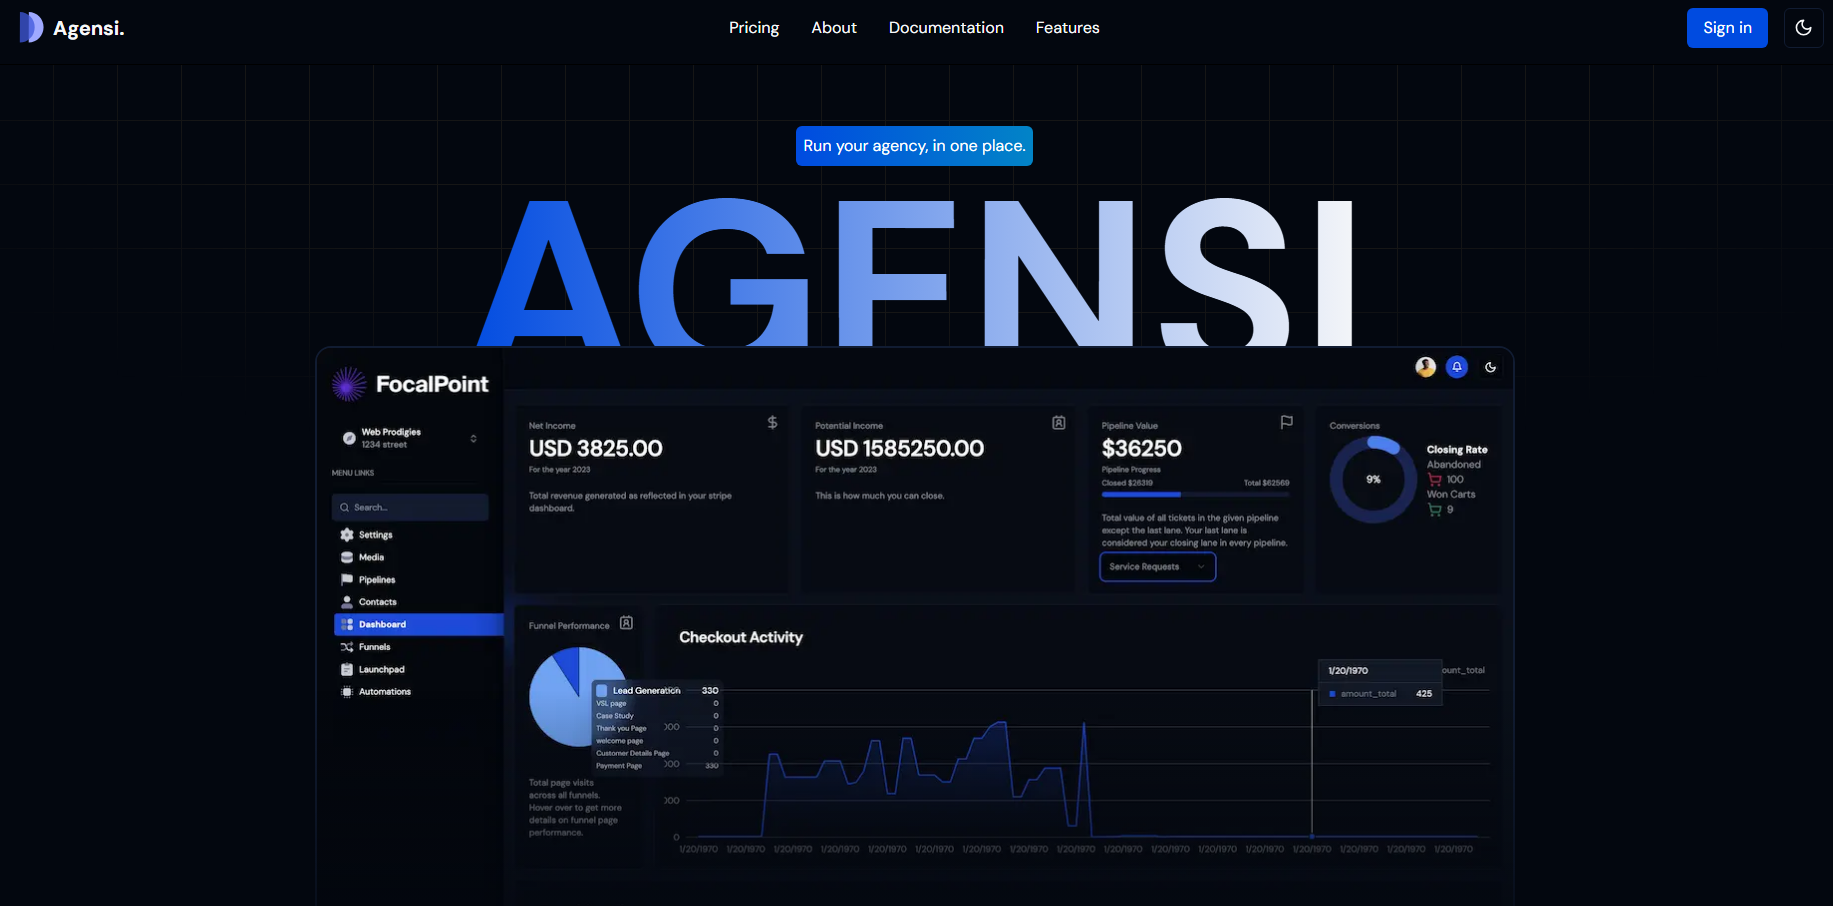 Agensi.
Pricing
About
Documentation
Features
Sign in
Run your agency, in one place.
AGENSI
FocalPoint
Web Prodigies
1234 street
MENU LINKS
Search...
Settings
Media
Pipelines
Contacts
Dashboard
Funnels
Launchpad
Automations
Net Income
USD 3825.00
For the year 2023
Total revenue generated as reflected in your stripe
dashboard.
Potential Income
USD 1585250.00
For the year 2023
This is how much you can close.
Pipeline Value
$36250
Pipeline Progress
Closed $26319
Total $62569
Total value of all tickets in the given pipeline
except the last lane. Your last lane is
considered your closing lane in every pipeline.
Service Requests
Conversions
9%
Closing Rate
Abandoned
100
Won Carts
9
Funnel Performance
Lead Generation 330
VSL page 0
Case Study 0
Thank you Page 0
welcome page 0
Customer Details Page 0
Payment Page 330
Total page visits
across all funnels.
Hover over to get more
details on funnel page
performance.
Checkout Activity
1/20/1970
amount_total 425
ount_total
000
000
000
0
1/20/1970 1/20/1970 1/20/1970 1/20/1970 1/20/1970 1/20/1970 1/20/1970 1/20/1970 1/20/1970 1/20/1970 1/20/1970 1/20/1970 1/20/1970 1/20/1970 1/20/1970 1/20/1970 1/20/1970